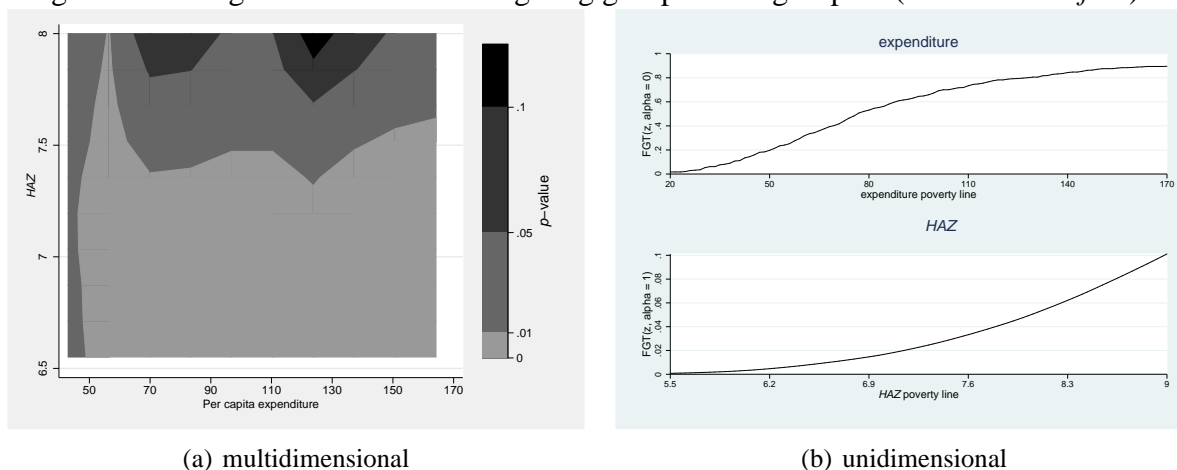 8
7.5
7
6.5
HAZ
50 70 90 110 130 150 170
Per capita expenditure
.1
.05
.01
0
p−value
(a) multidimensional
expenditure
FGT(z, alpha = 0)
1
.8
.6
.4
.2
0
20 50 80 110 140 170
expenditure poverty line
HAZ
FGT(z, alpha = 1)
.1
.08
.06
.04
.02
0
5.5 6.2 6.9 7.6 8.3 9
HAZ poverty line
(b) unidimensional